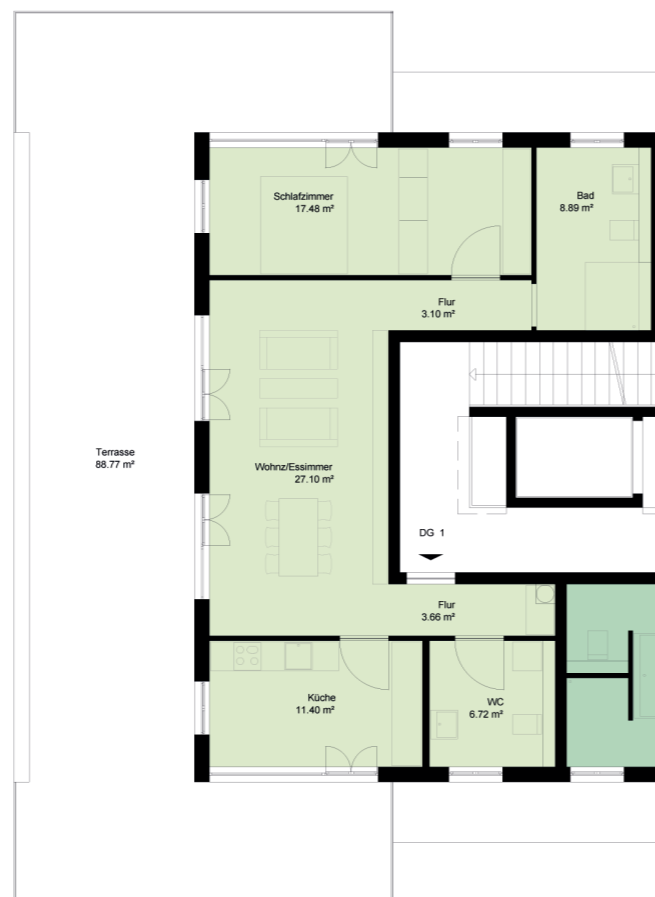 Schlafzimmer
17.48 m²
Bad
8.89 m²
Flur
3.10 m²
Terrasse
88.77 m²
Wohnz/Essimmer
27.10 m²
DG 1
Flur
3.66 m²
Küche
11.40 m²
WC
6.72 m²